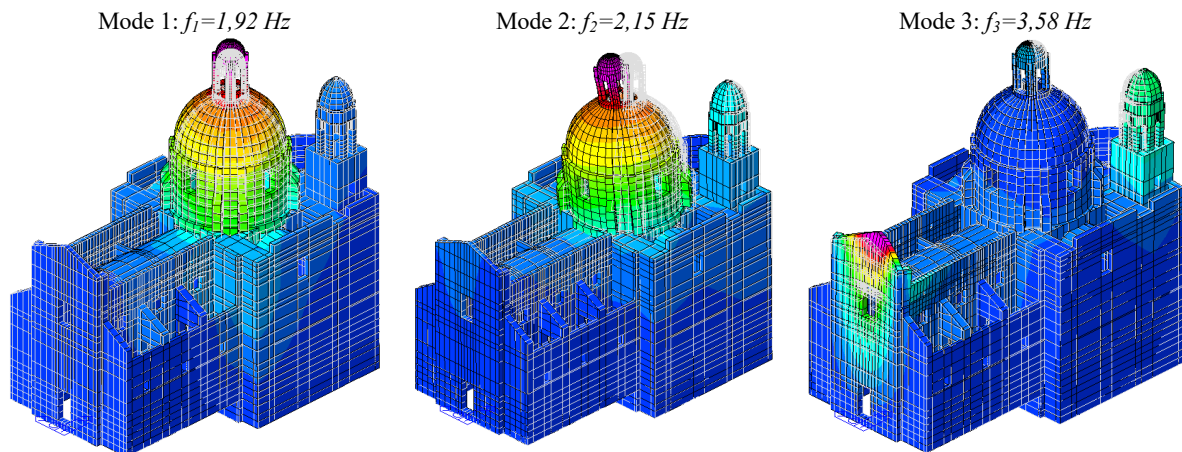 Mode 1: f₁=1,92 Hz
Mode 2: f₂=2,15 Hz
Mode 3: f₃=3,58 Hz